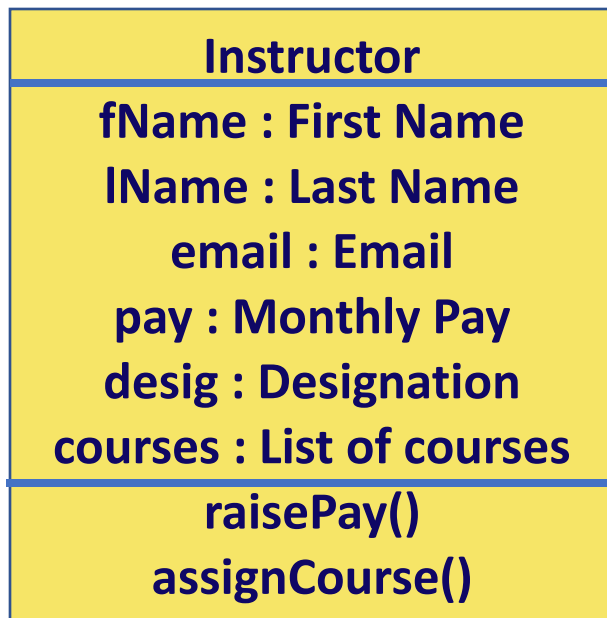 Instructor
fName : First Name
lName : Last Name
email : Email
pay : Monthly Pay
desig : Designation
courses : List of courses
raisePay()
assignCourse()